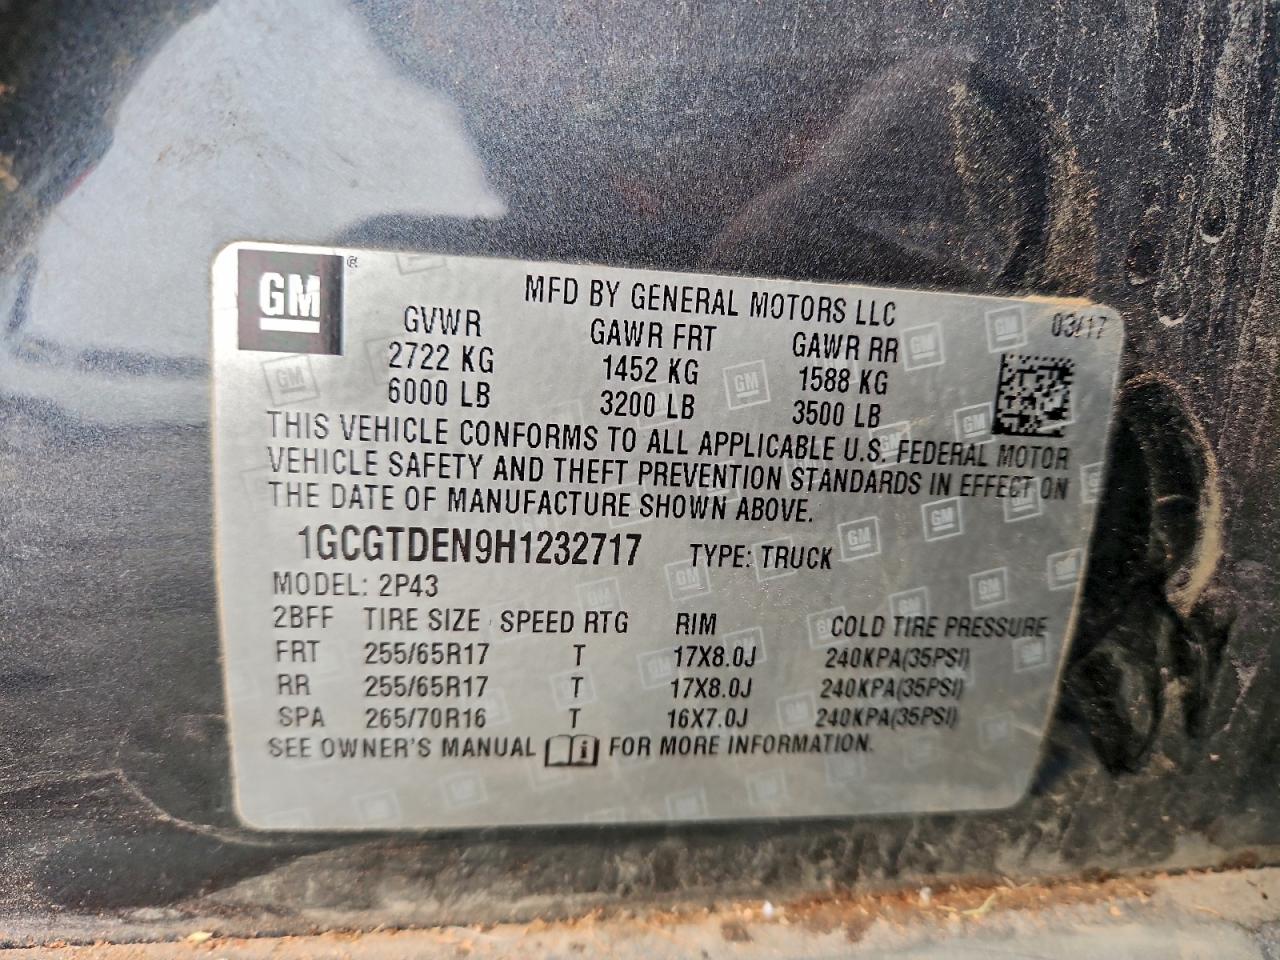 GM®
MFD BY GENERAL MOTORS LLC
03/17
GVWR GAWR FRT GAWR RR
2722 KG 1452 KG 1588 KG
6000 LB 3200 LB 3500 LB
THIS VEHICLE CONFORMS TO ALL APPLICABLE U.S. FEDERAL MOTOR
VEHICLE SAFETY AND THEFT PREVENTION STANDARDS IN EFFECT ON
THE DATE OF MANUFACTURE SHOWN ABOVE.
1GCGTDEN9H1232717 TYPE: TRUCK
MODEL: 2P43
2BFF TIRE SIZE SPEED RTG RIM COLD TIRE PRESSURE
FRT 255/65R17 T 17X8.0J 240KPA(35PSI)
RR 255/65R17 T 17X8.0J 240KPA(35PSI)
SPA 265/70R16 T 16X7.0J 240KPA(35PSI)
SEE OWNER'S MANUAL i FOR MORE INFORMATION.